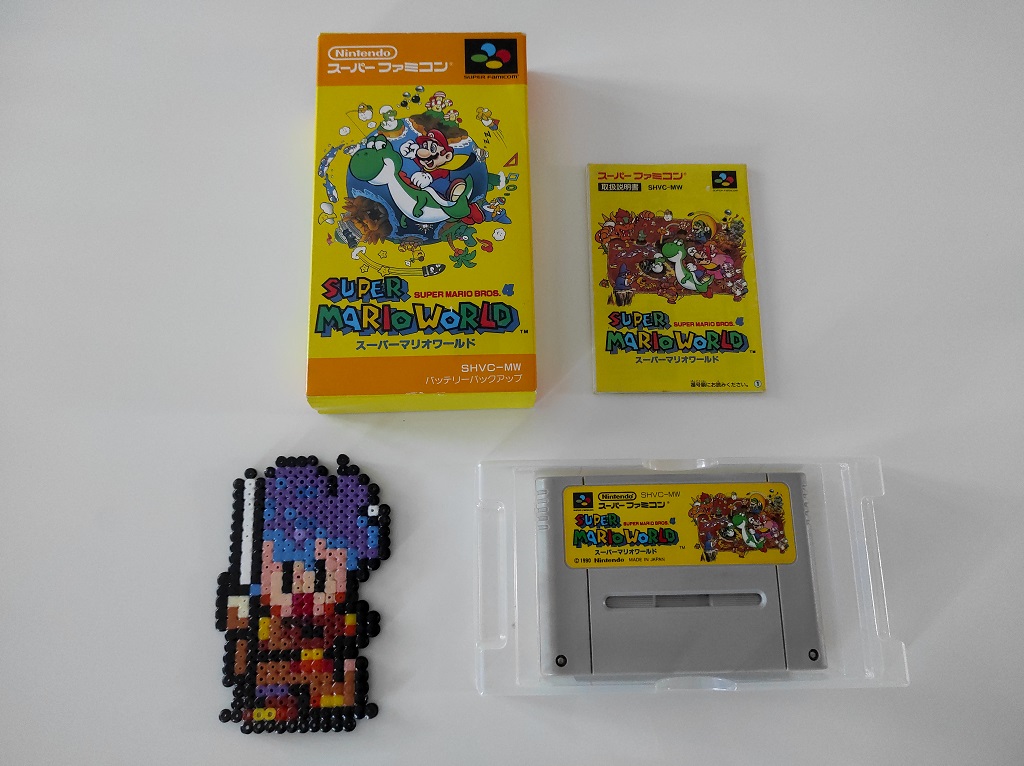 Nintendo
スーパーファミコン
SUPER FAMICOM
SUPER MARIO BROS. 4
SUPER
MARIO WORLD™
スーパーマリオワールド
SHVC-MW
バッテリーバックアップ
スーパーファミコン
取扱説明書 SHVC-MW
SUPER MARIO BROS. 4
SUPER
MARIO WORLD™
スーパーマリオワールド
Nintendo SHVC-MW
スーパーファミコン
SUPER MARIO BROS. 4
SUPER
MARIO WORLD™
スーパーマリオワールド
© 1990 Nintendo MADE IN JAPAN